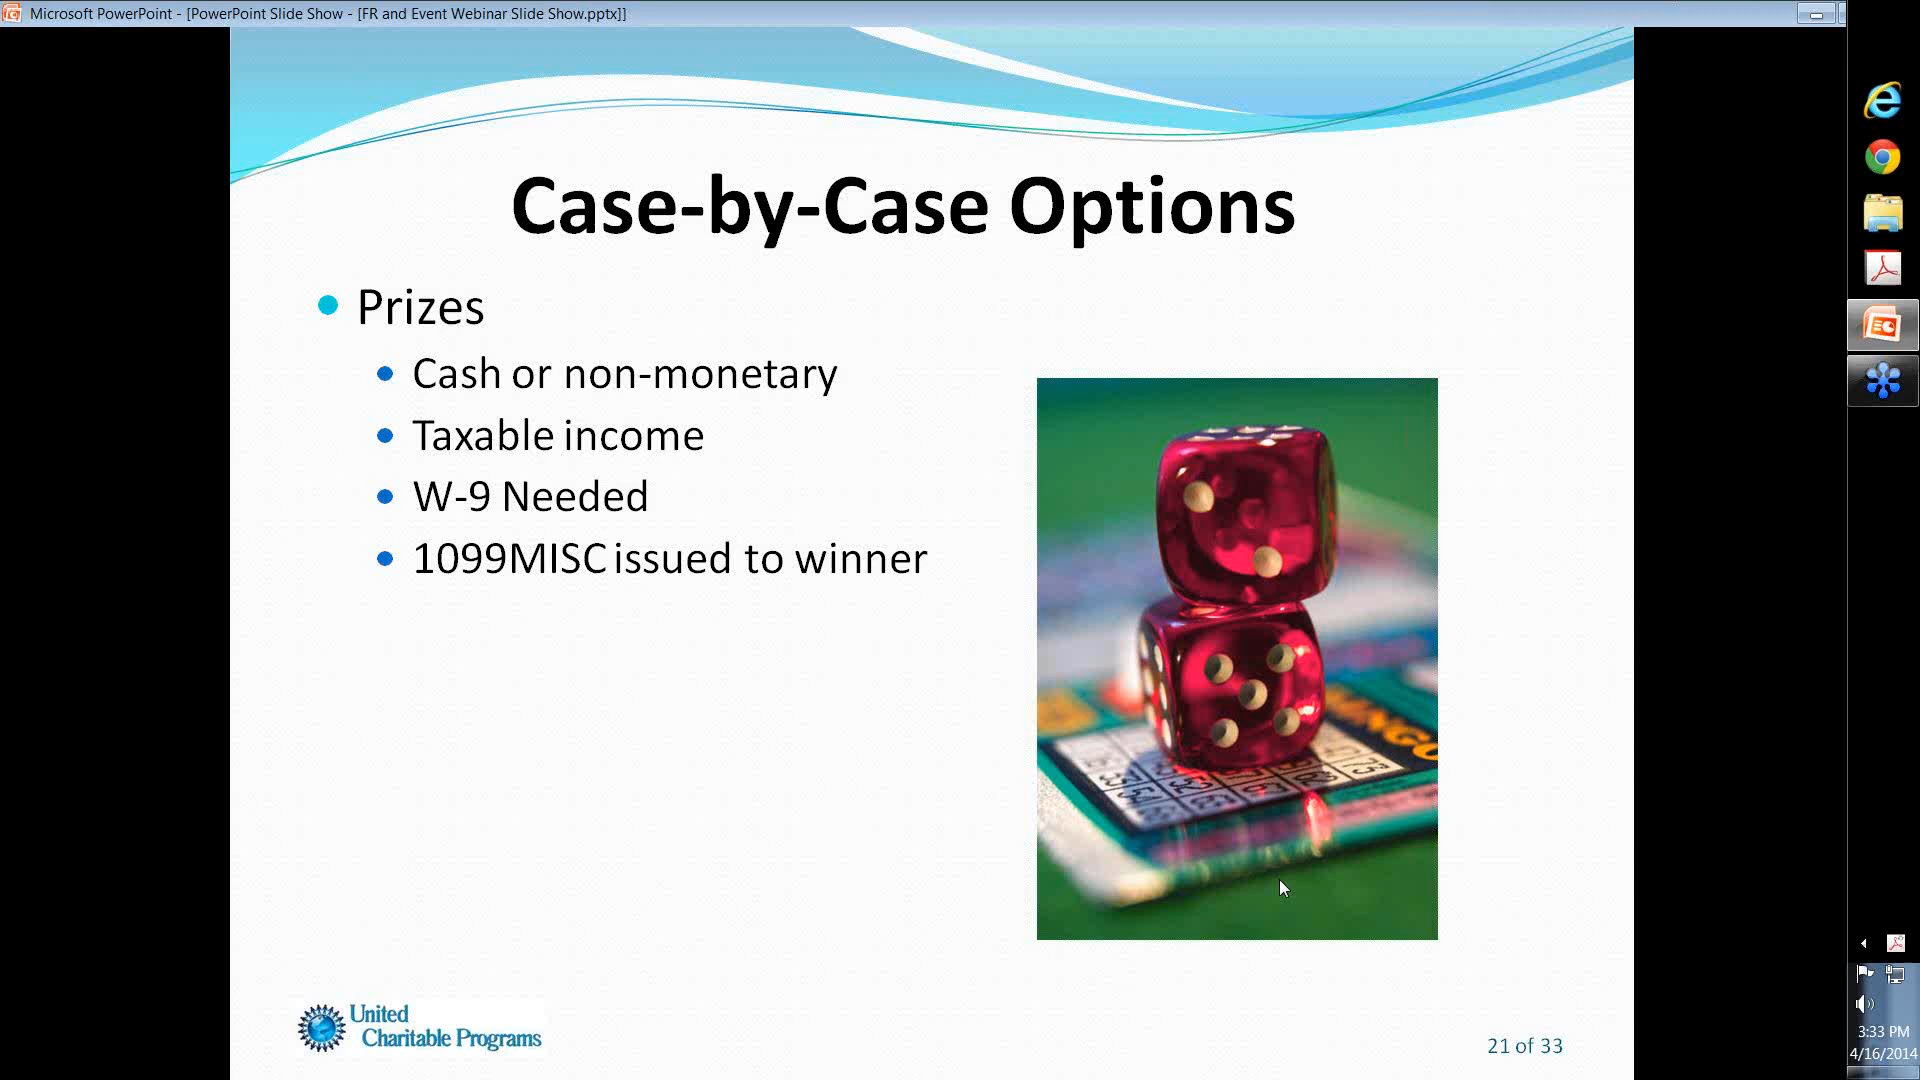 Microsoft PowerPoint - [PowerPoint Slide Show - [FR and Event Webinar Slide Show.pptx]]
Case-by-Case Options
Prizes
Cash or non-monetary
Taxable income
W-9 Needed
1099MISC issued to winner
75
United
Charitable Programs
21 of 33
3:33 PM
4/16/2014